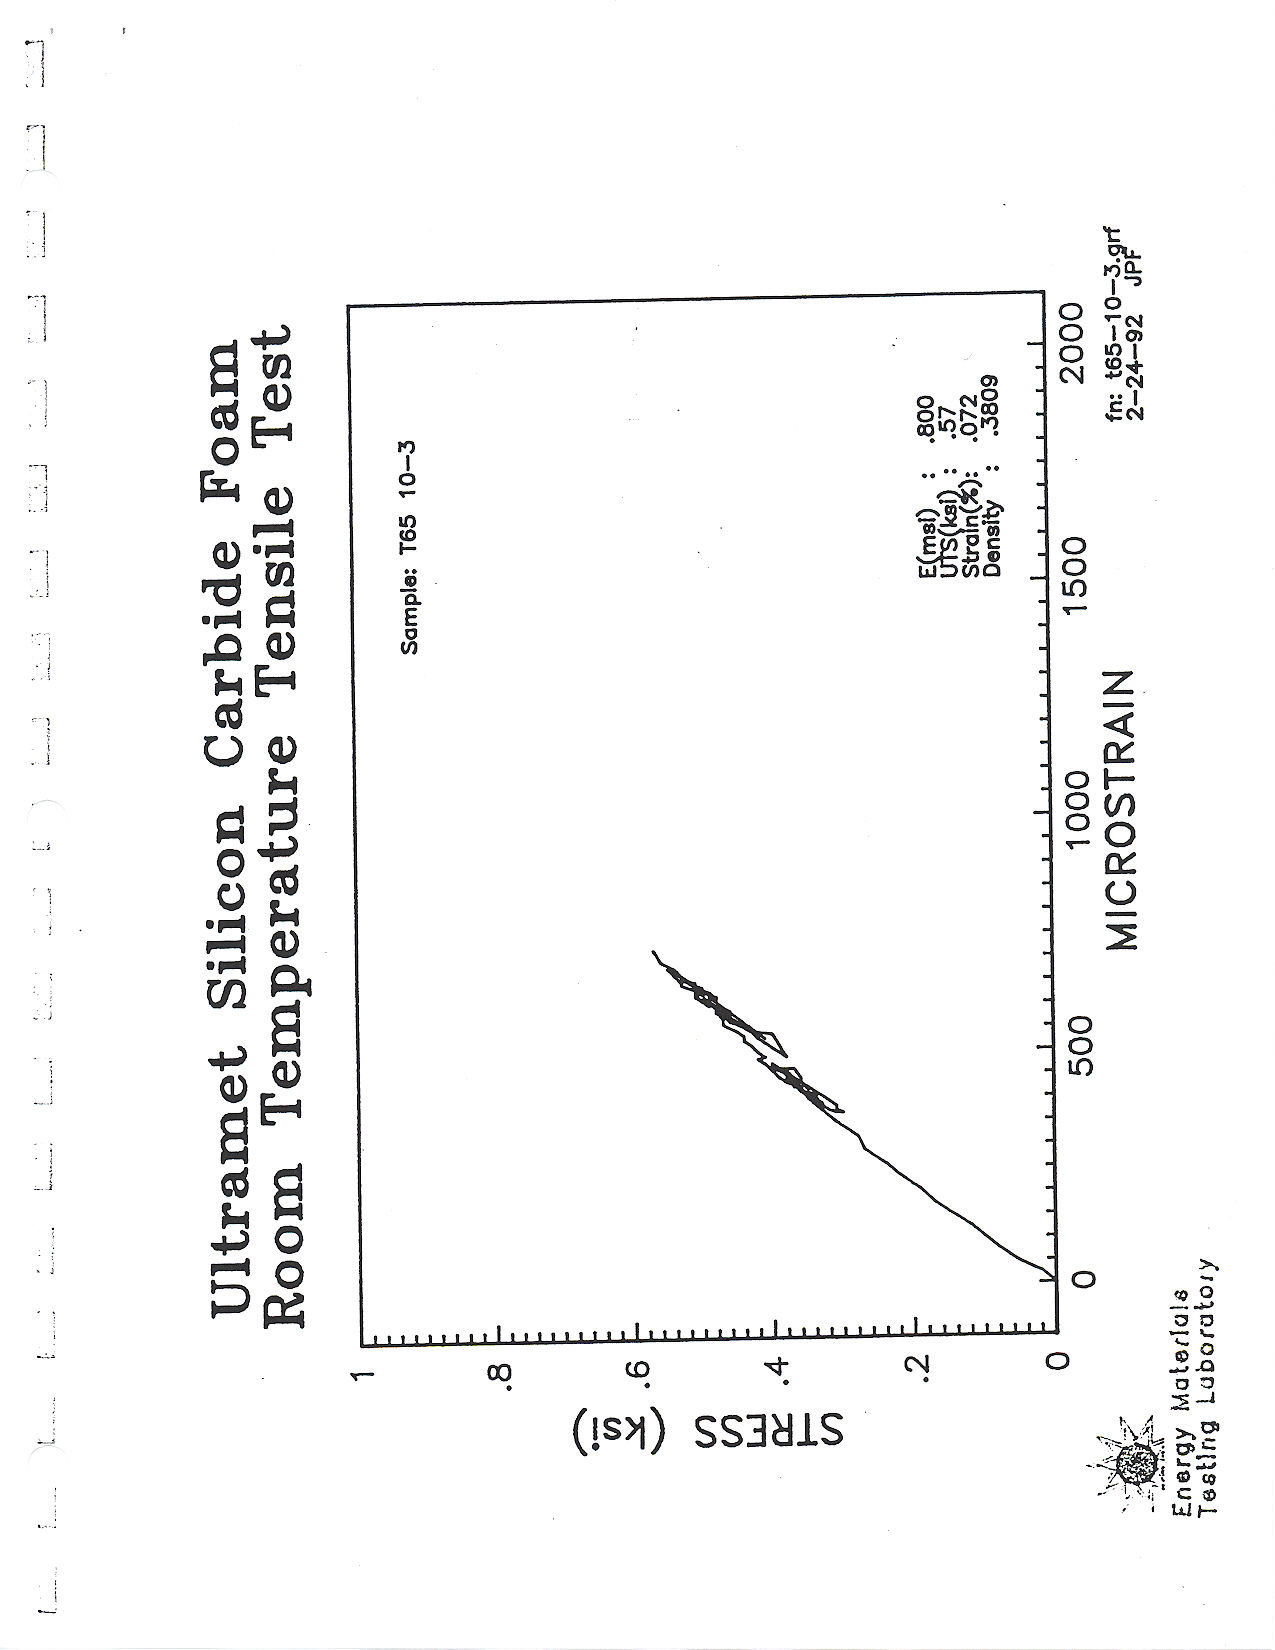 Ultramet Silicon Carbide Foam
Room Temperature Tensile Test
Sample: T65 10-3
1
.8
.6
.4
.2
0
STRESS (ksi)
E(msi) : .800
UTS(ksi) : .57
Strain(%): .072
Density : .3809
0
500
1000
1500
2000
MICROSTRAIN
fn: t65-10-3.grf
2-24-92 JPF
Energy Materials
Testing Laboratory